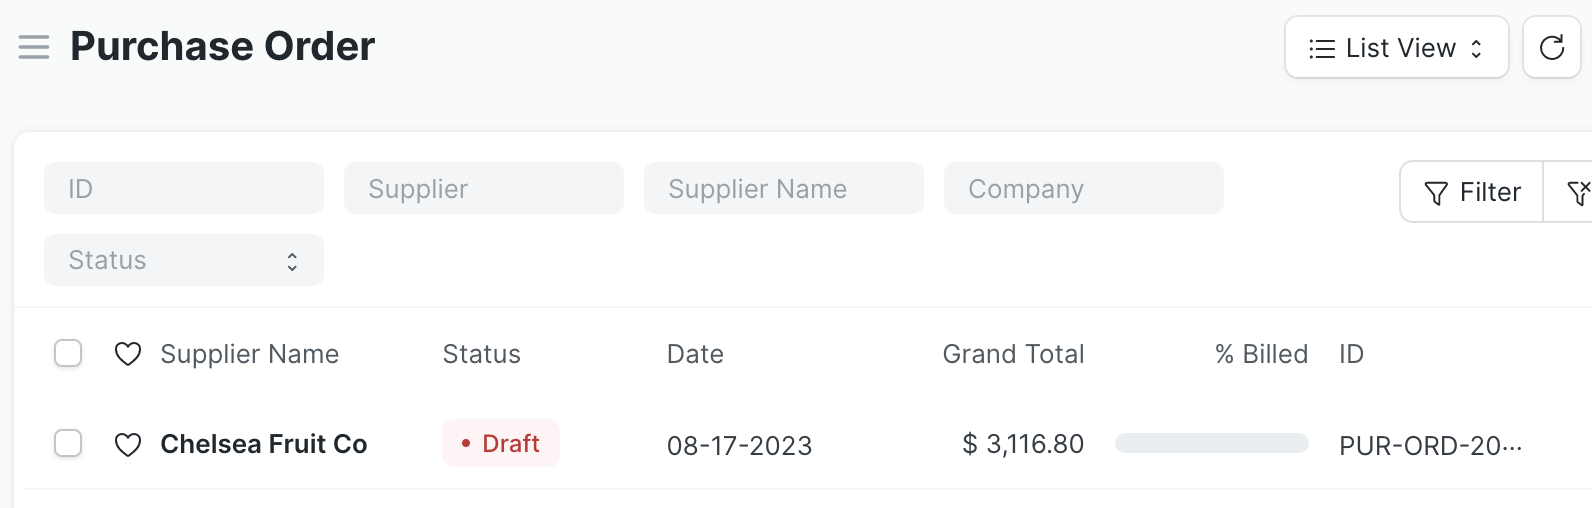 Purchase Order
List View
ID
Supplier
Supplier Name
Company
Filter
Status
Supplier Name
Status
Date
Grand Total
% Billed
ID
Chelsea Fruit Co
Draft
08-17-2023
$ 3,116.80
PUR-ORD-20···